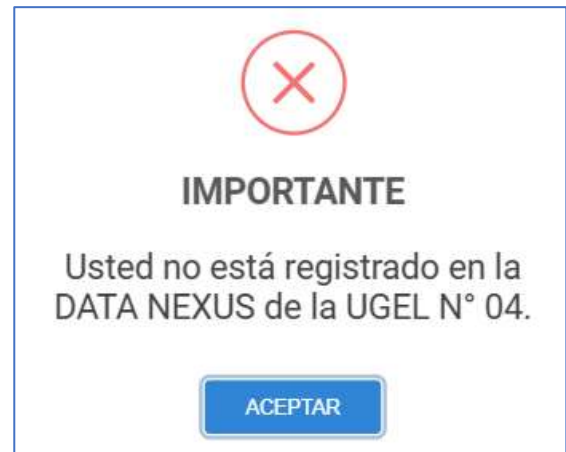 IMPORTANTE
Usted no está registrado en la
DATA NEXUS de la UGEL N° 04.
ACEPTAR